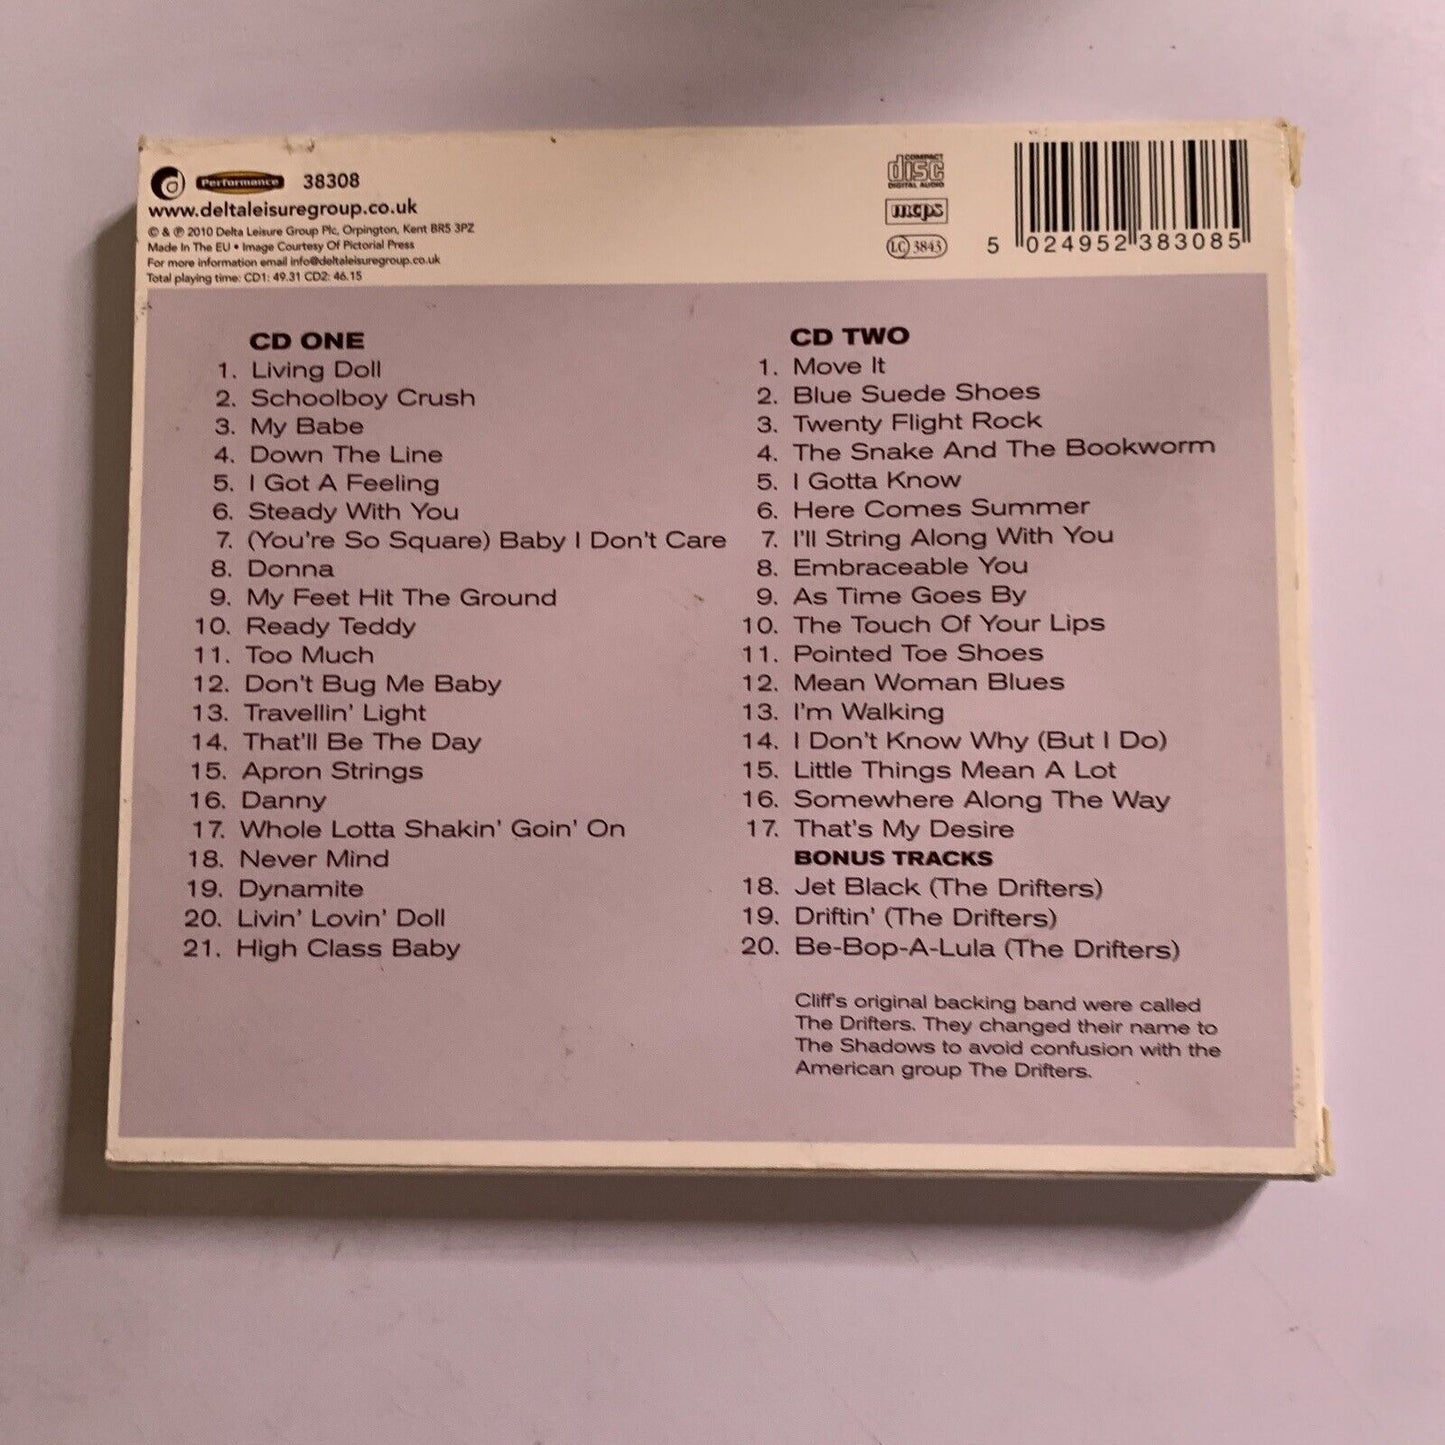 d Performance 38308
www.deltaleisuregroup.co.uk
© & ℗ 2010 Delta Leisure Group Plc, Orpington, Kent BR5 3PZ
Made In The EU • Image Courtesy Of Pictorial Press
For more information email info@deltaleisuregroup.co.uk
Total playing time: CD1: 49.31 CD2: 46.15
COMPACT
disc
DIGITAL AUDIO
mcps
LC 3843
5 024952 383085
CD ONE
1. Living Doll
2. Schoolboy Crush
3. My Babe
4. Down The Line
5. I Got A Feeling
6. Steady With You
7. (You're So Square) Baby I Don't Care
8. Donna
9. My Feet Hit The Ground
10. Ready Teddy
11. Too Much
12. Don't Bug Me Baby
13. Travellin' Light
14. That'll Be The Day
15. Apron Strings
16. Danny
17. Whole Lotta Shakin' Goin' On
18. Never Mind
19. Dynamite
20. Livin' Lovin' Doll
21. High Class Baby
CD TWO
1. Move It
2. Blue Suede Shoes
3. Twenty Flight Rock
4. The Snake And The Bookworm
5. I Gotta Know
6. Here Comes Summer
7. I'll String Along With You
8. Embraceable You
9. As Time Goes By
10. The Touch Of Your Lips
11. Pointed Toe Shoes
12. Mean Woman Blues
13. I'm Walking
14. I Don't Know Why (But I Do)
15. Little Things Mean A Lot
16. Somewhere Along The Way
17. That's My Desire
BONUS TRACKS
18. Jet Black (The Drifters)
19. Driftin' (The Drifters)
20. Be-Bop-A-Lula (The Drifters)
Cliff's original backing band were called
The Drifters. They changed their name to
The Shadows to avoid confusion with the
American group The Drifters.